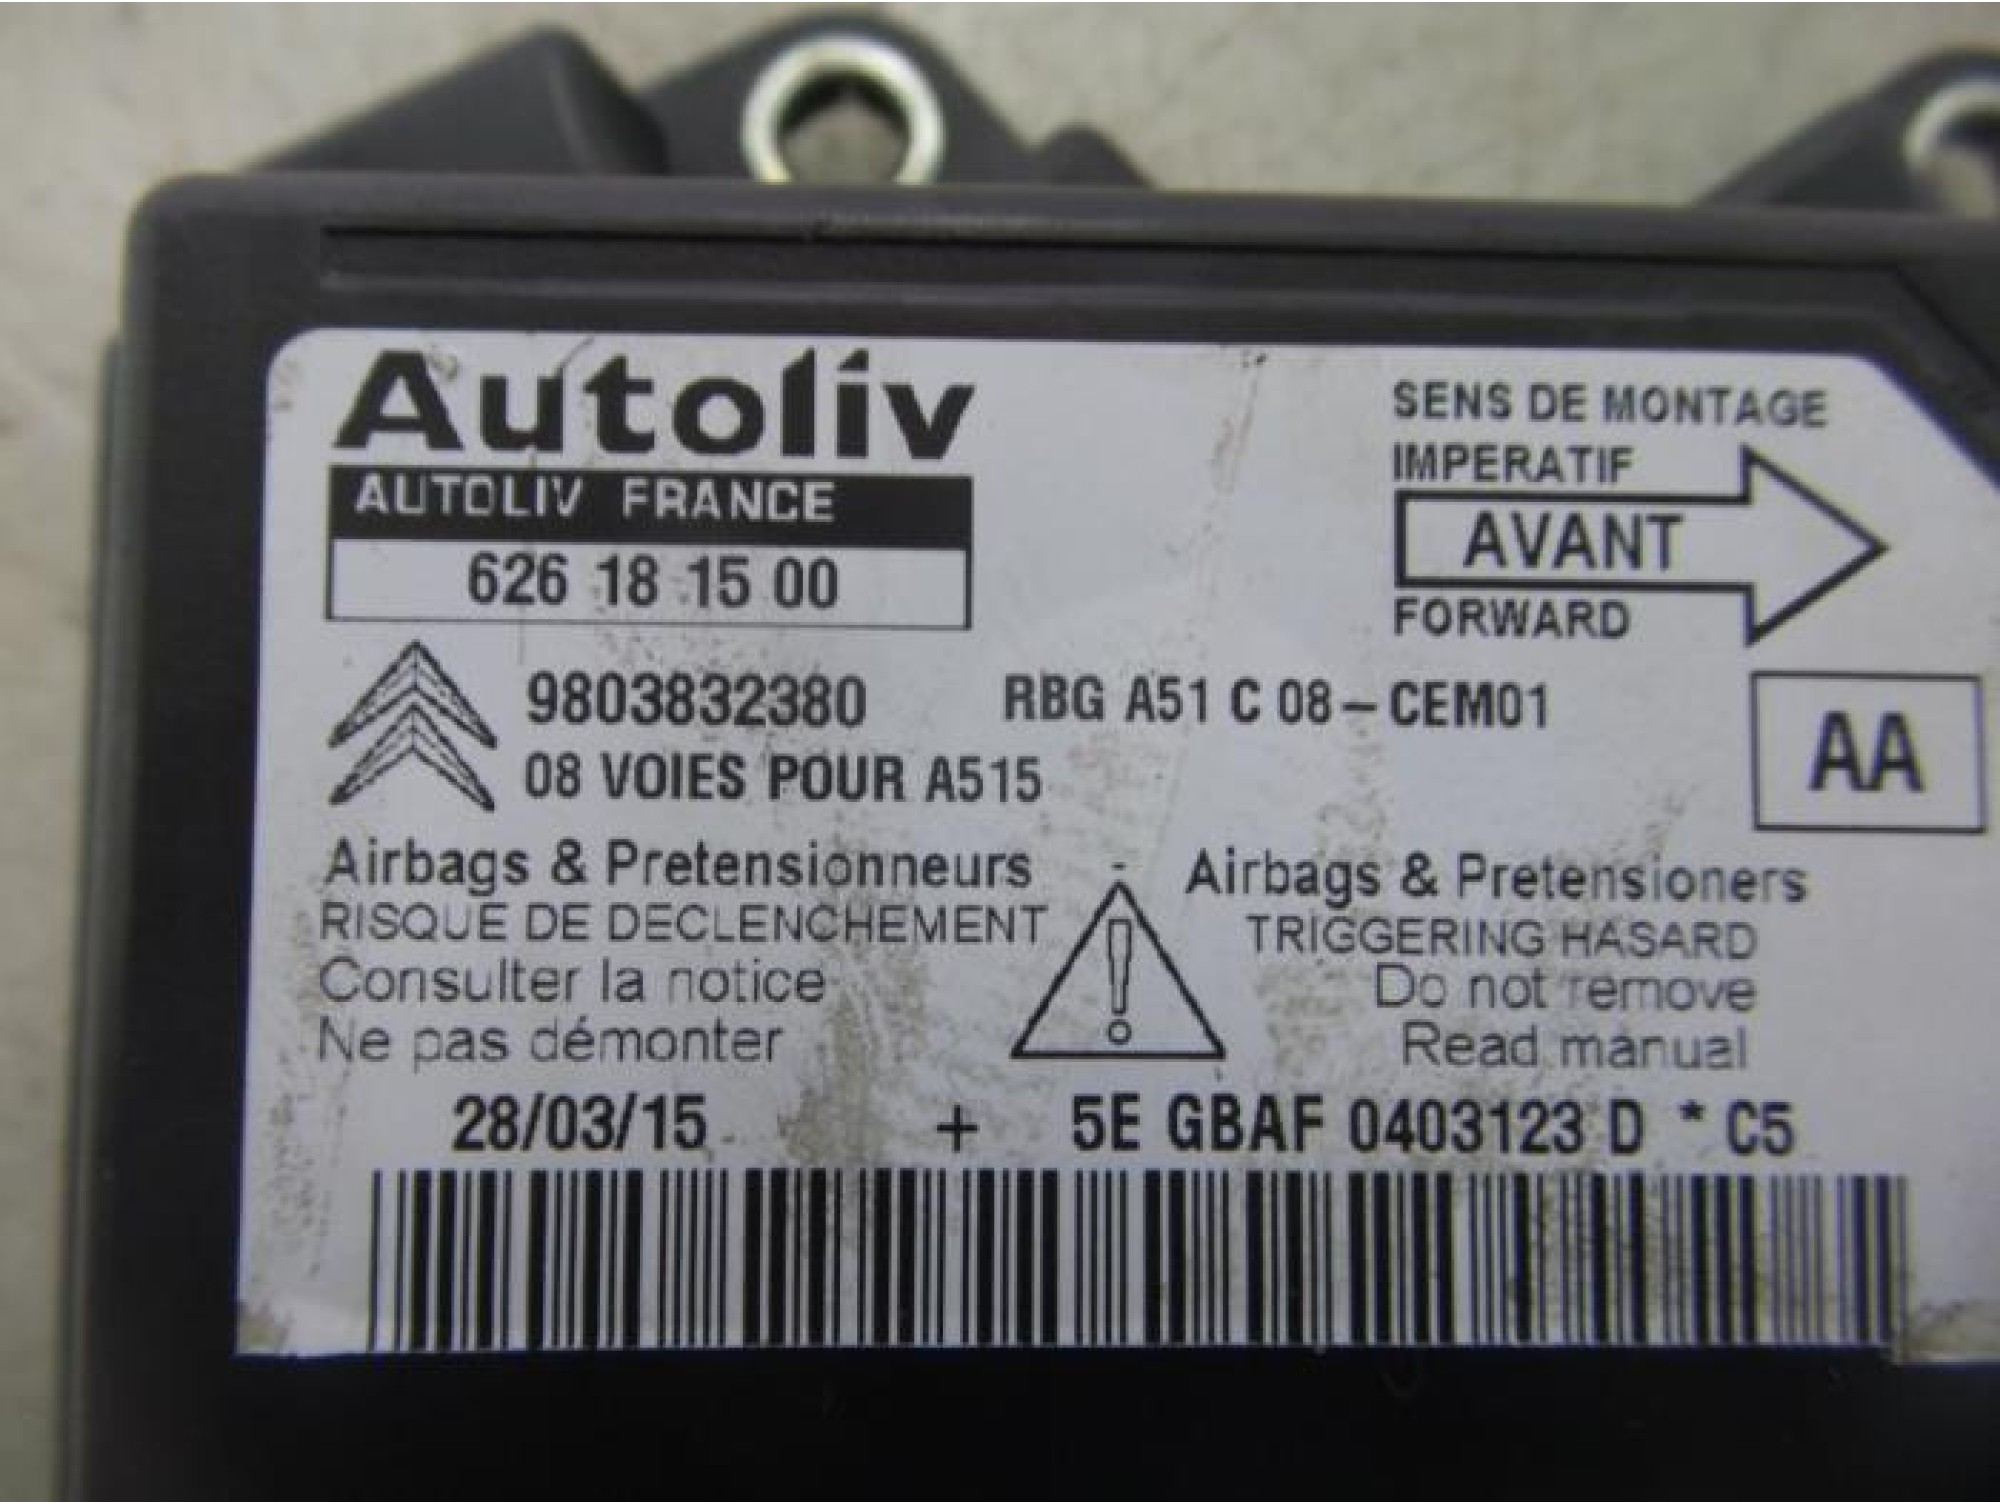 Autoliv
AUTOLIV FRANCE
626 18 15 00
SENS DE MONTAGE
IMPERATIF
AVANT
FORWARD
9803832380 RBG A51 C 08-CEM01
08 VOIES POUR A515
AA
Airbags & Pretensionneurs
RISQUE DE DECLENCHEMENT
Consulter la notice
Ne pas démonter
Airbags & Pretensioners
TRIGGERING HASARD
Do not remove
Read manual
28/03/15 + 5E GBAF 0403123 D * C5